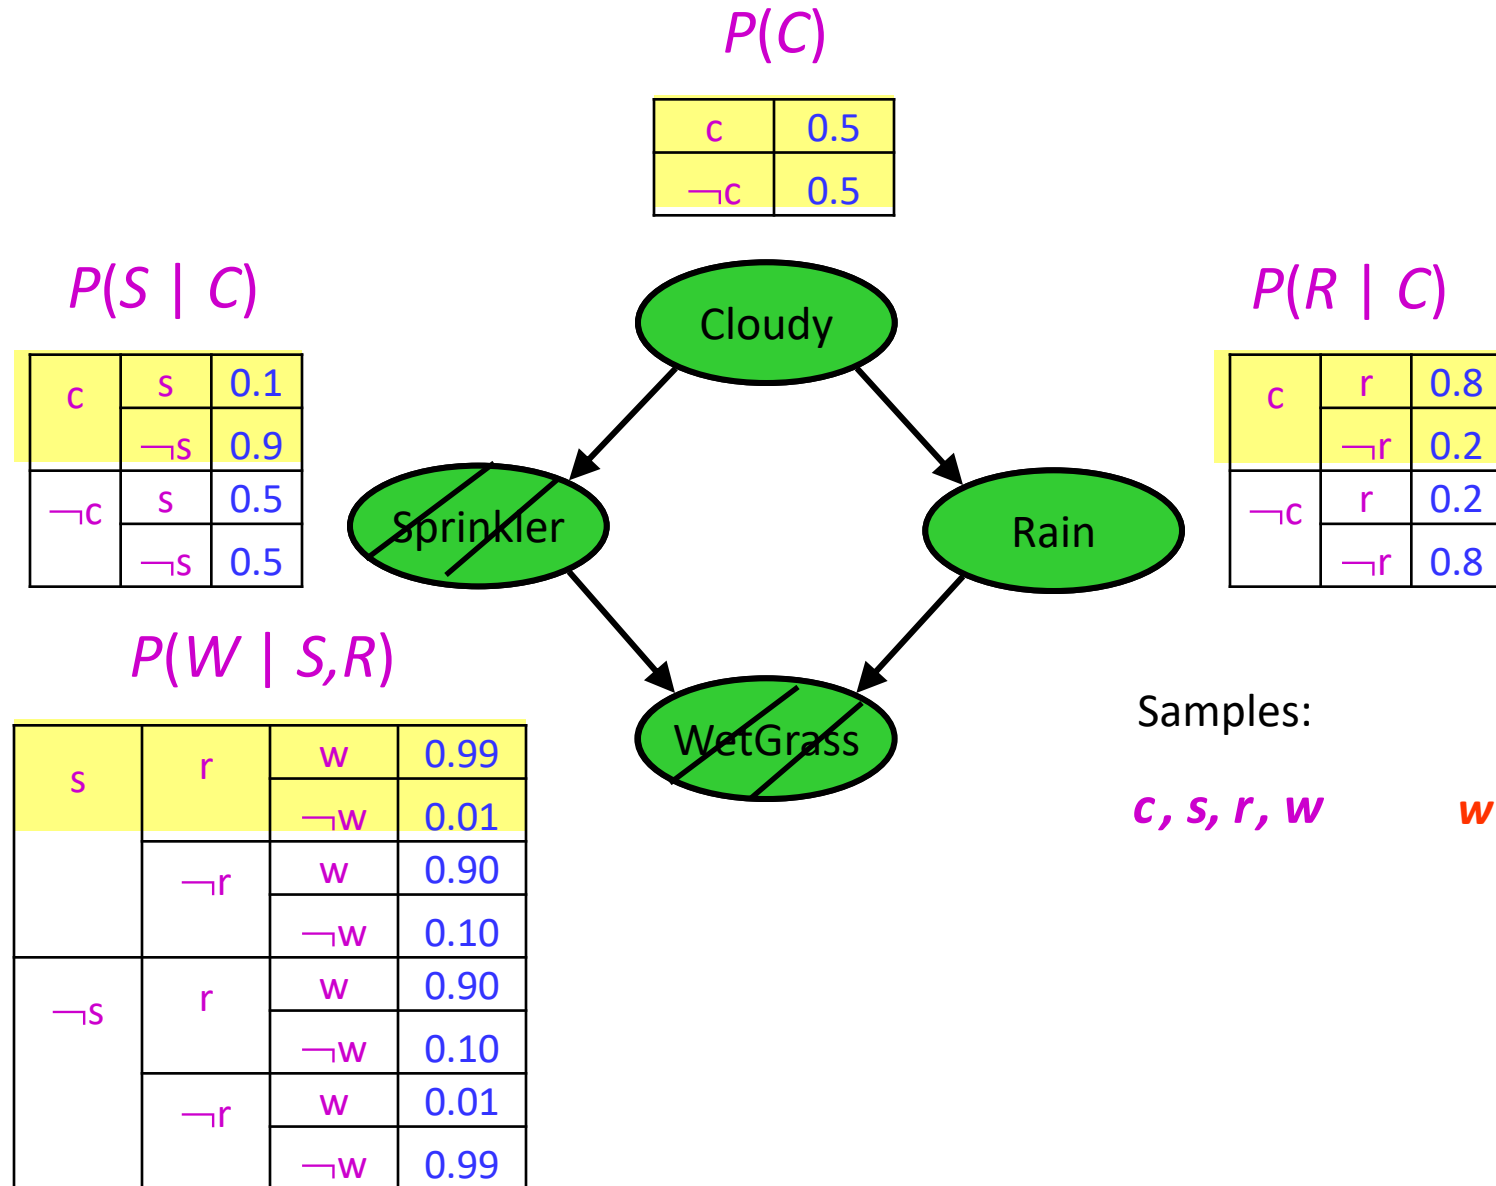 P(C)
c 0.5
¬c 0.5
P(S | C)
c s 0.1
¬s 0.9
¬c s 0.5
¬s 0.5
Cloudy
P(R | C)
c r 0.8
¬r 0.2
¬c r 0.2
¬r 0.8
Sprinkler
Rain
P(W | S,R)
s r w 0.99
¬w 0.01
¬r w 0.90
¬w 0.10
¬s r w 0.90
¬w 0.10
¬r w 0.01
¬w 0.99
WetGrass
Samples:
c, s, r, w w